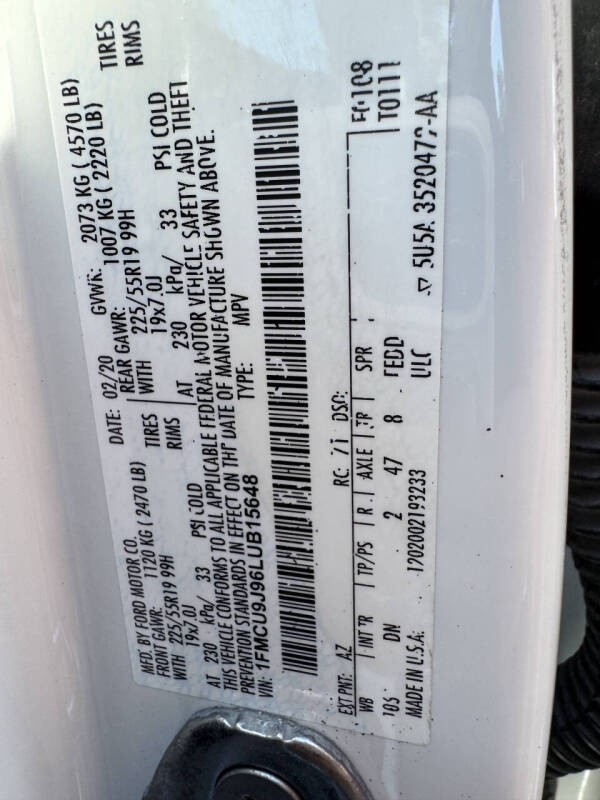 MFD. BY FORD MOTOR CO.
DATE: 02/20 GVWR: 2073 KG ( 4570 LB)
FRONT GAWR: REAR GAWR: 1007 KG ( 2220 LB)
1120 KG ( 2470 LB)
WITH 225/55R19 99H TIRES WITH 225/55R19 99H TIRES
19x7.0J RIMS 19x7.0J RIMS
AT 230 kPa/ 33 PSI COLD AT 230 kPa/ 33 PSI COLD
THIS VEHICLE CONFORMS TO ALL APPLICABLE FEDERAL MOTOR VEHICLE SAFETY AND THEFT
PREVENTION STANDARDS IN EFFECT ON THE DATE OF MANUFACTURE SHOWN ABOVE.
VIN: 1FMCU9J96LUB15648 TYPE: MPV
F0108
T0111
EXT PNT: AZ RC: 71 DSO:
WB INT TR TP/PS R AXLE TR SPR
105 DN 2 47 8 FEDD
ULC
MADE IN U.S.A. 1202002193233
5U5A 3520472-AA